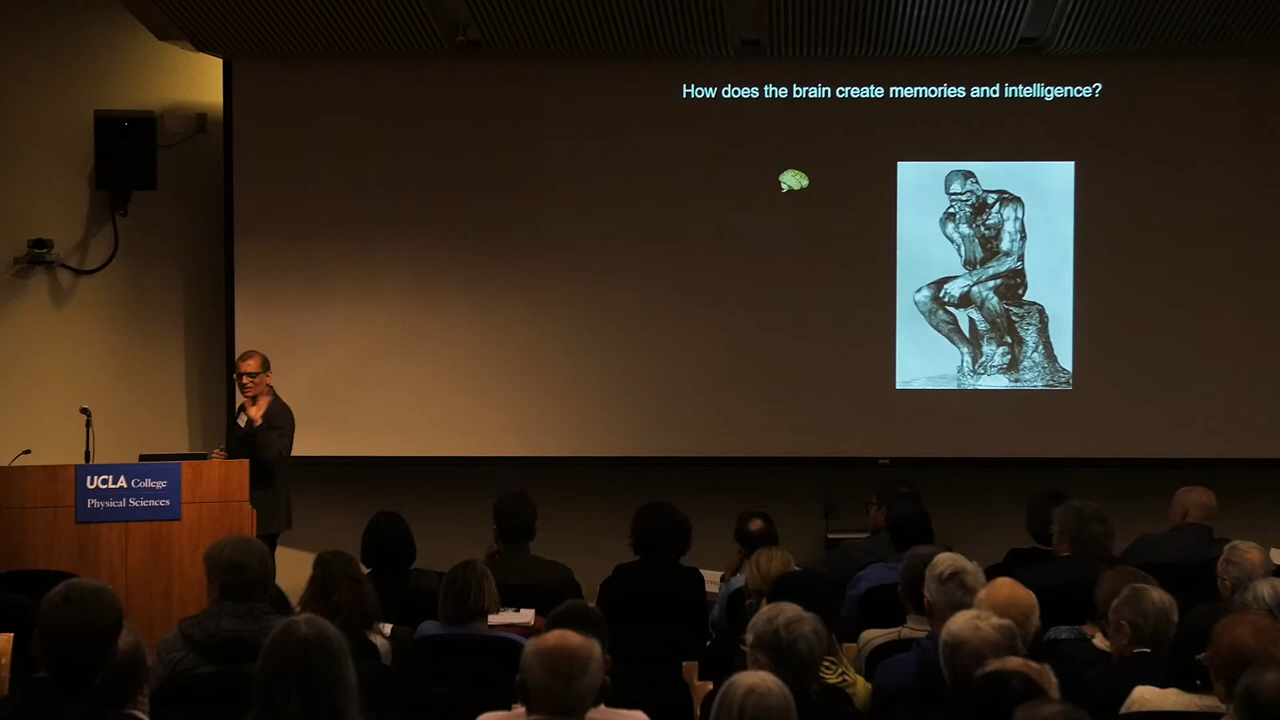 How does the brain create memories and intelligence?
UCLA College
Physical Sciences